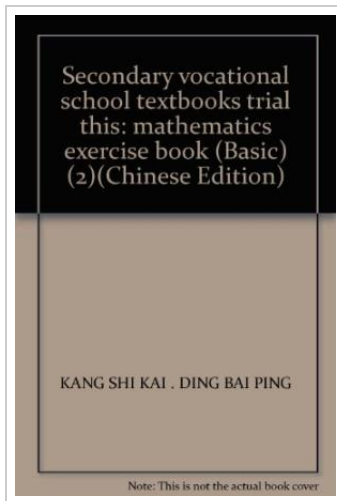 Secondary vocational
school textbooks trial
this: mathematics
exercise book (Basic)
(2)(Chinese Edition)
KANG SHI KAI . DING BAI PING
Note: This is not the actual book cover